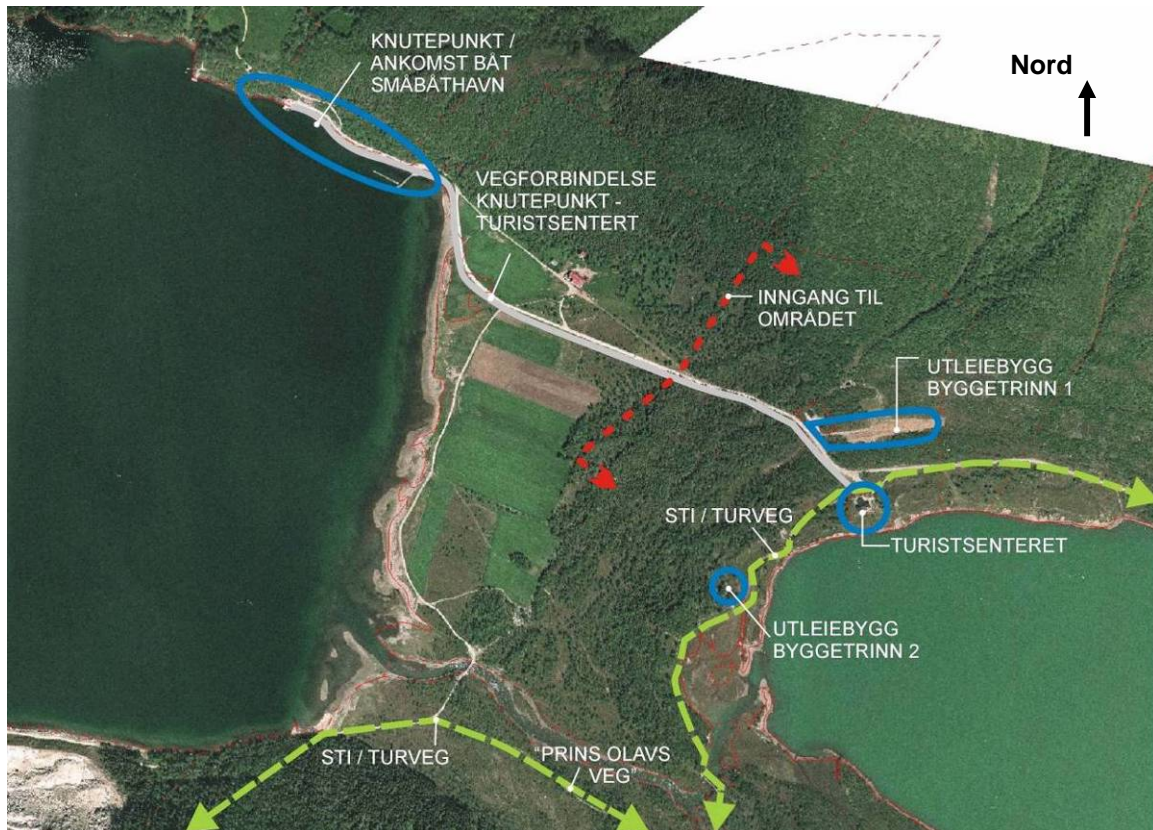 KNUTEPUNKT /
ANKOMST BÅT
SMÅBÅTHAVN
Nord
VEGFORBINDELSE
KNUTEPUNKT -
TURISTSENTERT
INNGANG TIL
OMRÅDET
UTLEIEBYGG
BYGGETRINN 1
STI / TURVEG
TURISTSENTERET
UTLEIEBYGG
BYGGETRINN 2
STI / TURVEG
"PRINS OLAVS
VEG"